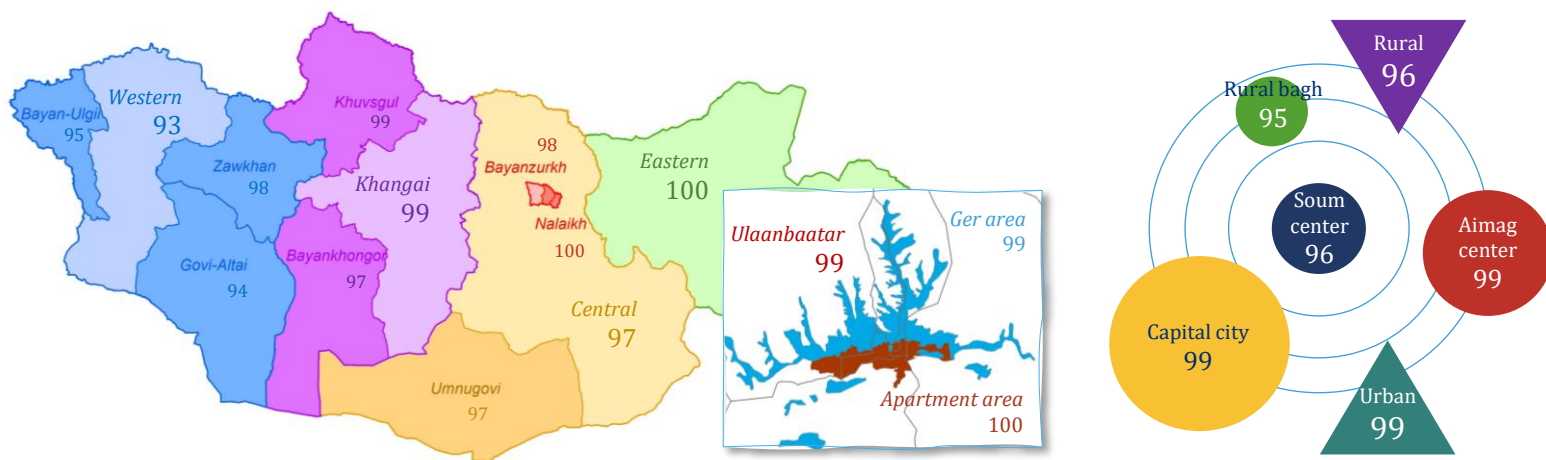 Western
93
Bayan-Ulgii
95
Khuvsgul
99
Zawkhan
98
Khangai
99
Govi-Altai
94
Bayankhongor
97
98
Bayanzurkh
Nalaikh
100
Eastern
100
Central
97
Umnugovi
97
Ulaanbaatar
99
Ger area
99
Apartment area
100
Rural
96
Rural bagh
95
Soum
center
96
Aimag
center
99
Capital city
99
Urban
99